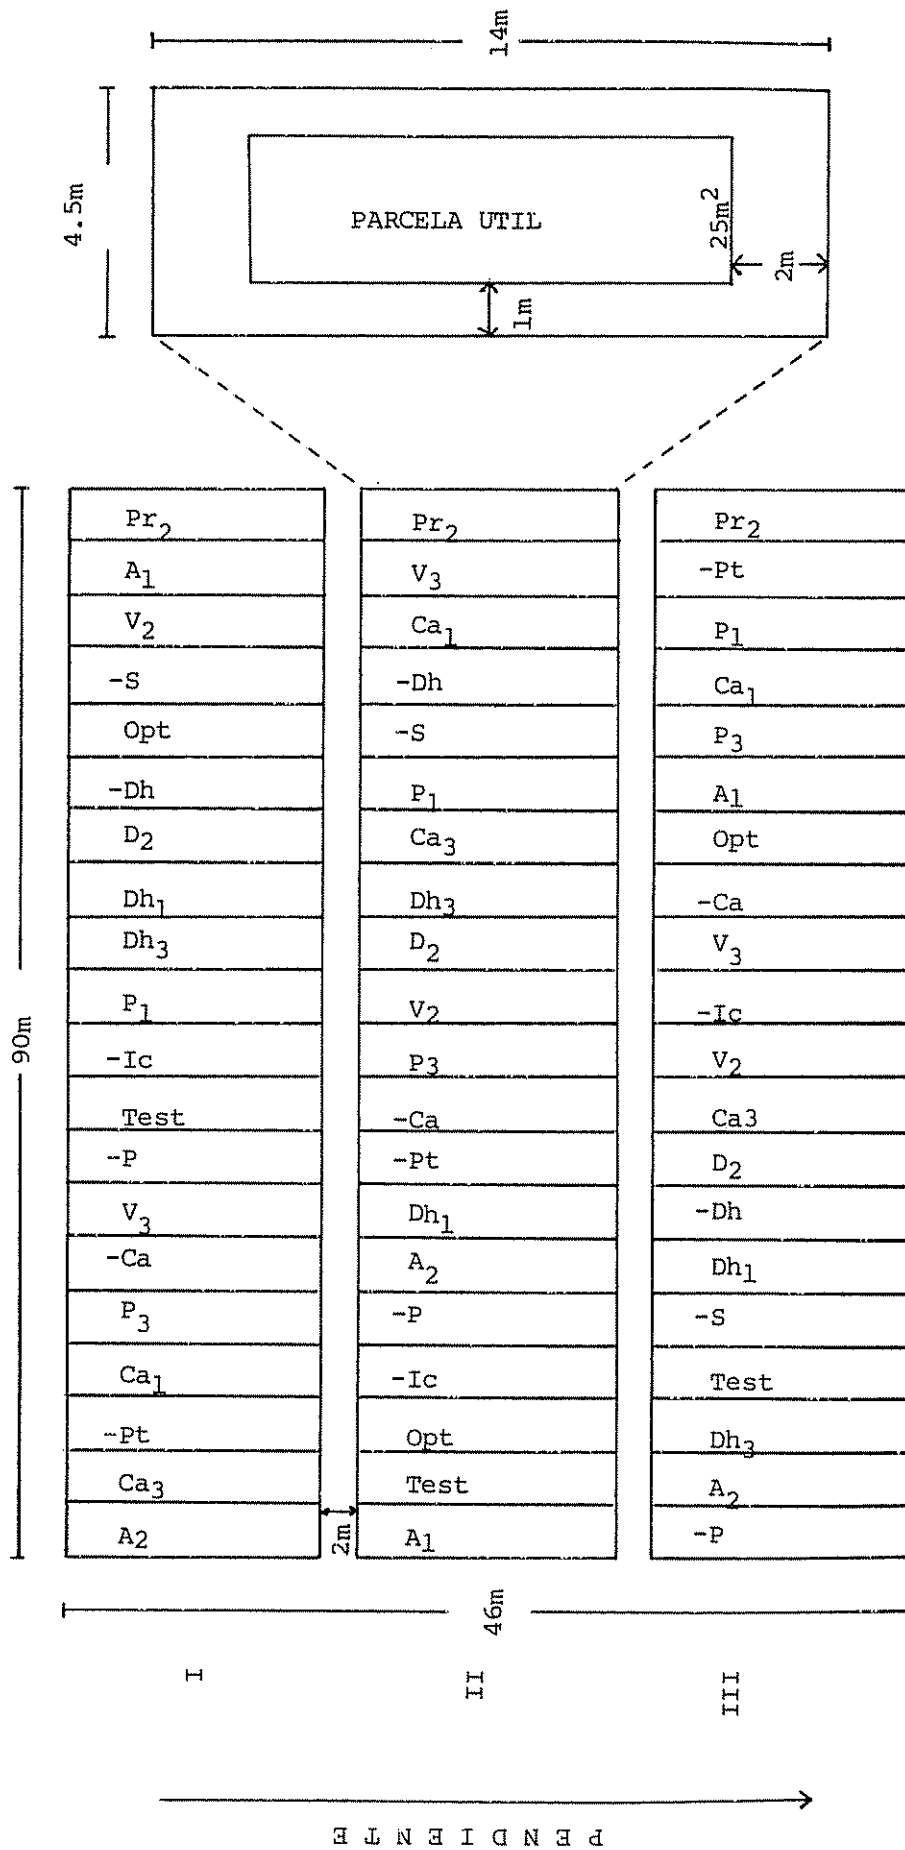 14m
4.5m
PARCELA UTIL
25m²
2m
1m
90m
Pr₂
A₁
V₂
-S
Opt
-Dh
D₂
Dh₁
Dh₃
P₁
-Ic
Test
-P
V₃
-Ca
P₃
Ca₁
-Pt
Ca₃
A₂
2m
Pr₂
V₃
Ca₁
-Dh
-S
P₁
Ca₃
Dh₃
D₂
V₂
P₃
-Ca
-Pt
Dh₁
A₂
-P
-Ic
Opt
Test
A₁
Pr₂
-Pt
P₁
Ca₁
P₃
A₁
Opt
-Ca
V₃
-Ic
V₂
Ca3
D₂
-Dh
Dh₁
-S
Test
Dh₃
A₂
-P
46m
I
II
III
PENDIENTE